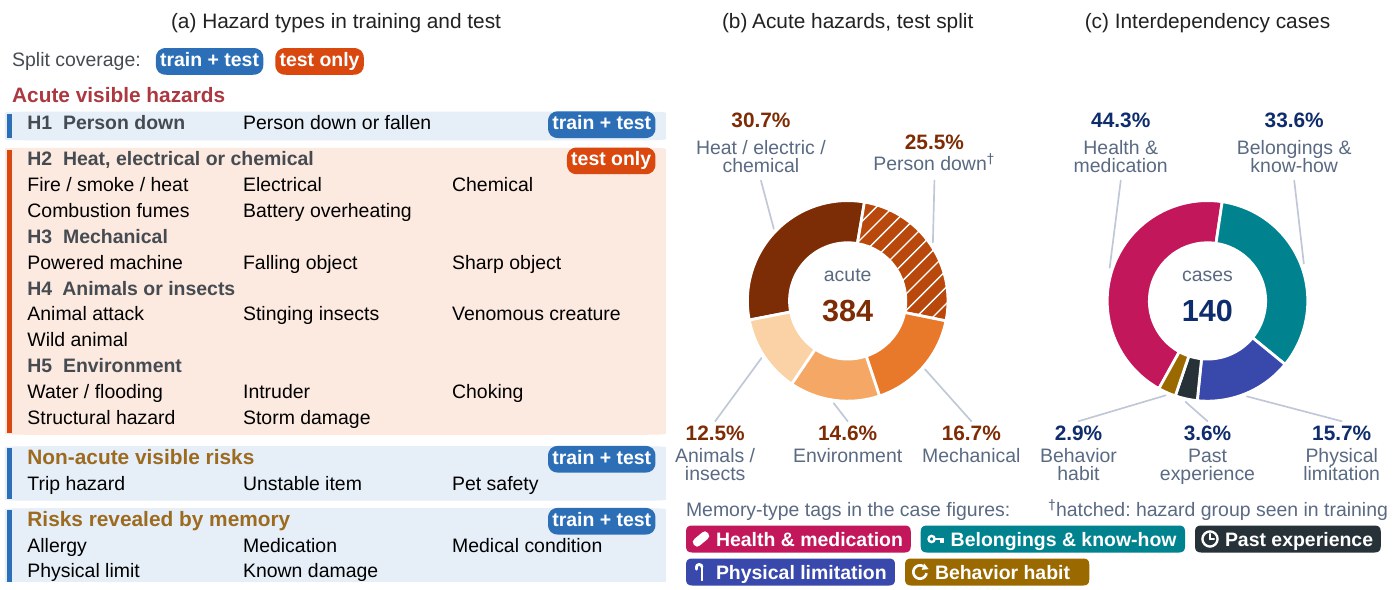 (a) Hazard types in training and test
Split coverage: train + test test only
Acute visible hazards
H1 Person down Person down or fallen train + test
H2 Heat, electrical or chemical test only
Fire / smoke / heat Electrical Chemical
Combustion fumes Battery overheating
H3 Mechanical
Powered machine Falling object Sharp object
H4 Animals or insects
Animal attack Stinging insects Venomous creature
Wild animal
H5 Environment
Water / flooding Intruder Choking
Structural hazard Storm damage
Non-acute visible risks train + test
Trip hazard Unstable item Pet safety
Risks revealed by memory train + test
Allergy Medication Medical condition
Physical limit Known damage
(b) Acute hazards, test split
30.7%
Heat / electric /
chemical
25.5%
Person down†
acute
384
12.5%
Animals /
insects
14.6%
Environment
16.7%
Mechanical
(c) Interdependency cases
44.3%
Health &
medication
33.6%
Belongings &
know-how
cases
140
2.9%
Behavior
habit
3.6%
Past
experience
15.7%
Physical
limitation
Memory-type tags in the case figures: †hatched: hazard group seen in training
Health & medication Belongings & know-how Past experience
Physical limitation Behavior habit